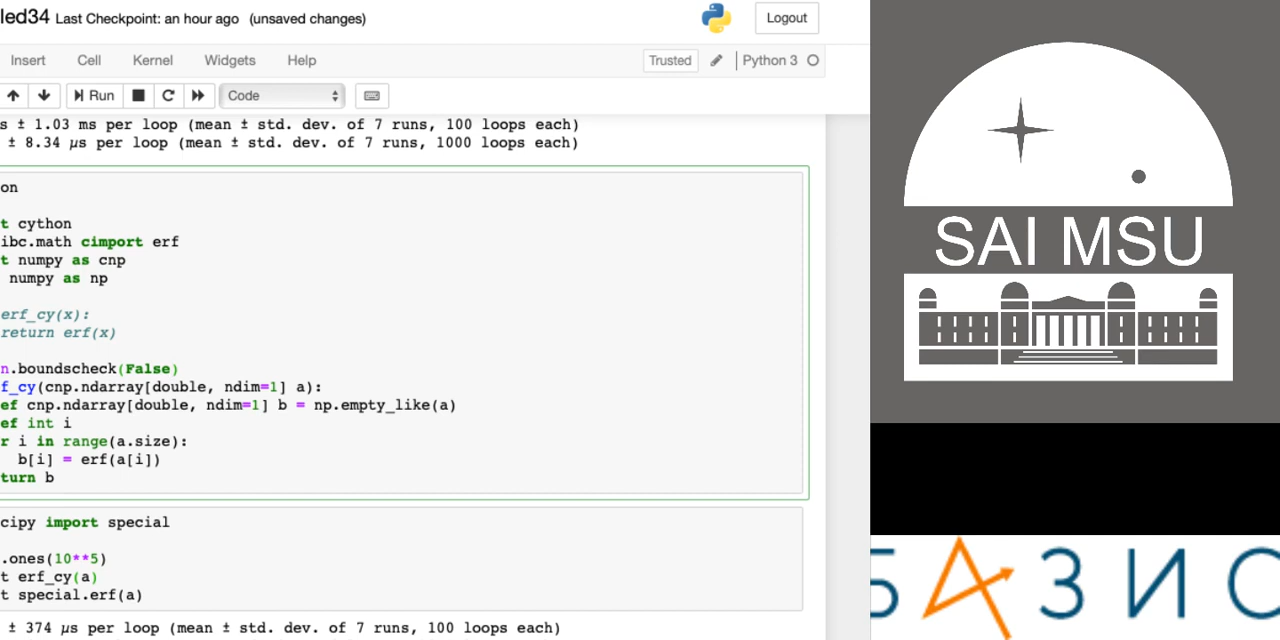 led34 Last Checkpoint: an hour ago (unsaved changes)
Logout
Insert Cell Kernel Widgets Help
Trusted Python 3
Run Code
s ± 1.03 ms per loop (mean ± std. dev. of 7 runs, 100 loops each)
± 8.34 µs per loop (mean ± std. dev. of 7 runs, 1000 loops each)
on
t cython
ibc.math cimport erf
t numpy as cnp
numpy as np
erf_cy(x):
return erf(x)
n.boundscheck(False)
f_cy(cnp.ndarray[double, ndim=1] a):
ef cnp.ndarray[double, ndim=1] b = np.empty_like(a)
ef int i
r i in range(a.size):
b[i] = erf(a[i])
turn b
cipy import special
.ones(10**5)
t erf_cy(a)
t special.erf(a)
± 374 µs per loop (mean ± std. dev. of 7 runs, 100 loops each)
SAI MSU
БАЗИС